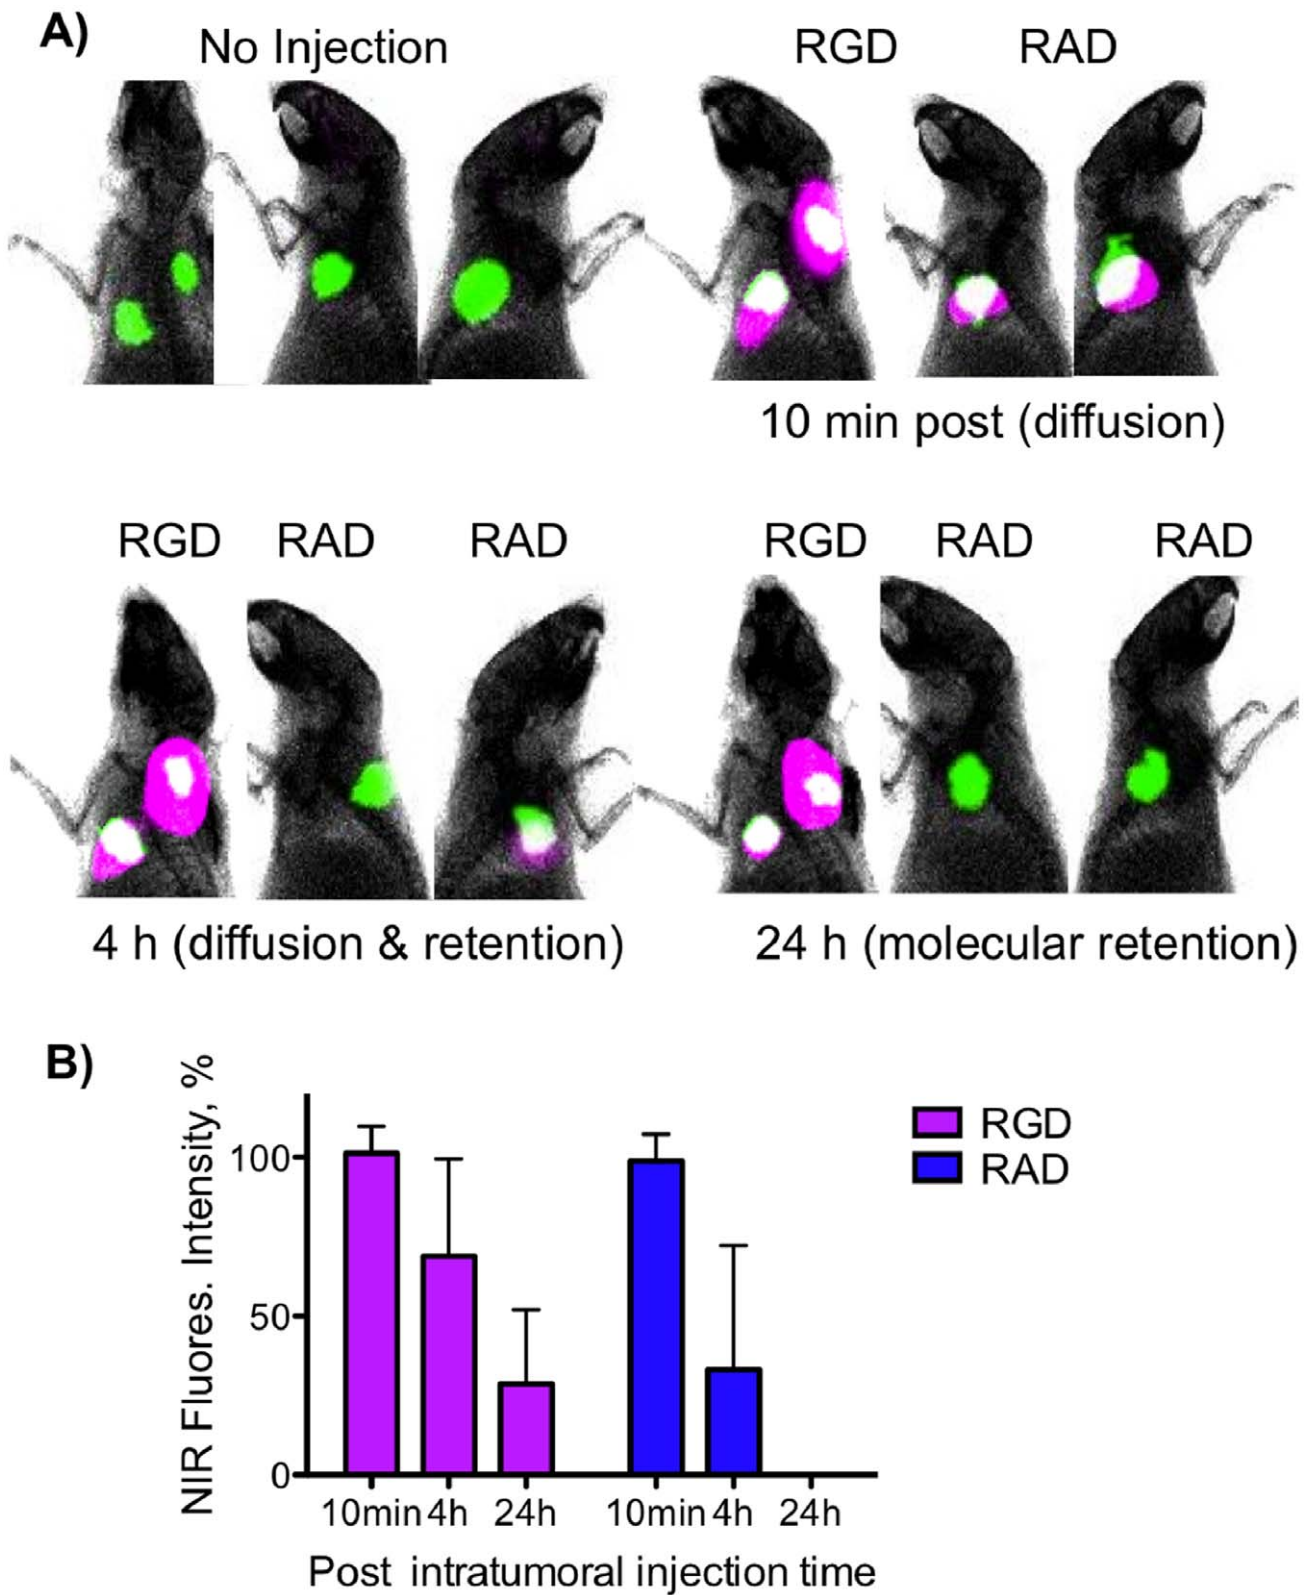 A)
No Injection
RGD RAD
10 min post (diffusion)
RGD RAD RAD
RGD RAD RAD
4 h (diffusion & retention)
24 h (molecular retention)
B)
NIR Fluores. Intensity, %
100
50
0
10min 4h 24h 10min 4h 24h
Post intratumoral injection time
RGD
RAD